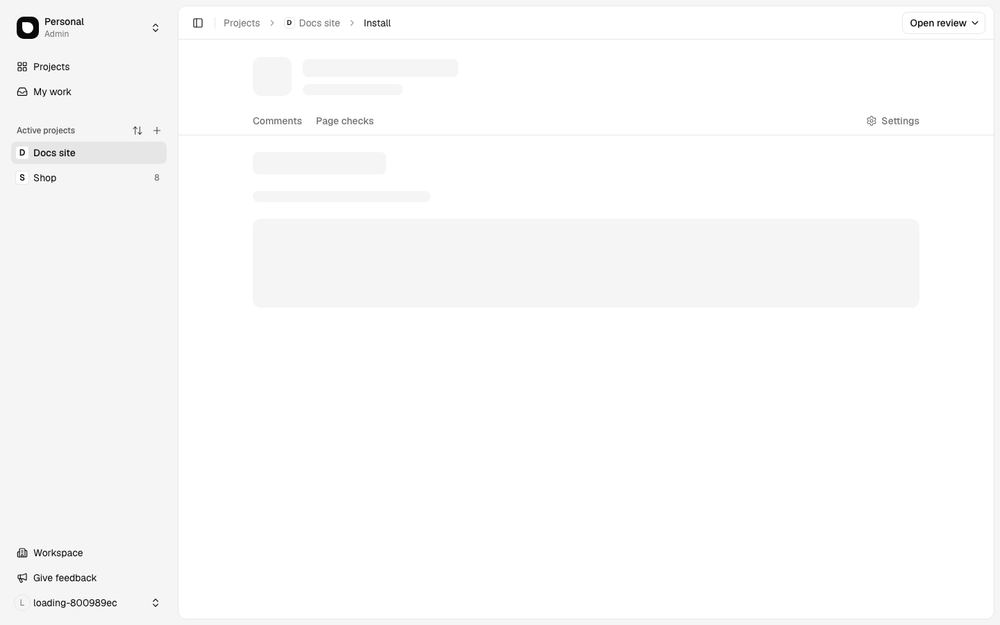 Personal
Admin
Projects
My work
Active projects
D Docs site
S Shop 8
Workspace
Give feedback
L loading-800989ec
Projects D Docs site Install
Open review
Comments Page checks Settings